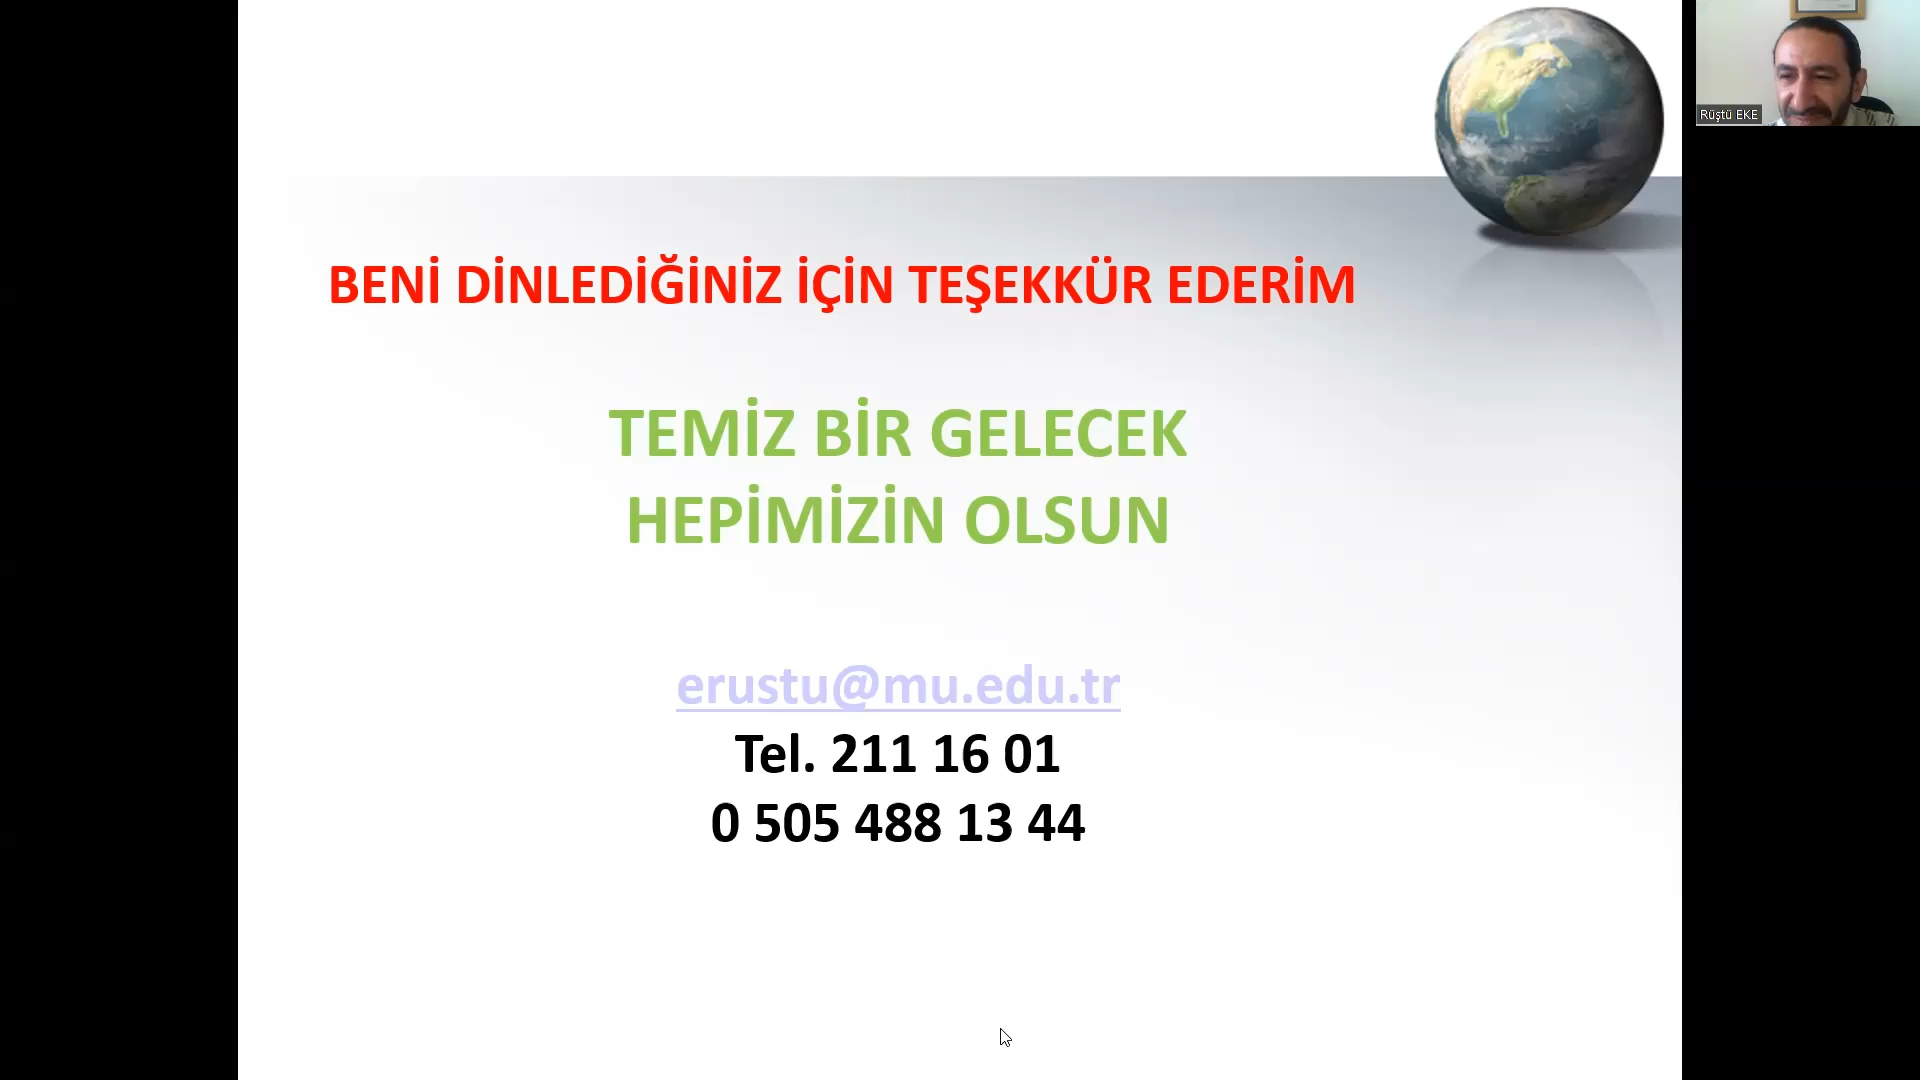 BENİ DİNLEDİĞİNİZ İÇİN TEŞEKKÜR EDERİM
TEMİZ BİR GELECEK
HEPİMİZİN OLSUN
erustu@mu.edu.tr
Tel. 211 16 01
0 505 488 13 44
Rüştü EKE